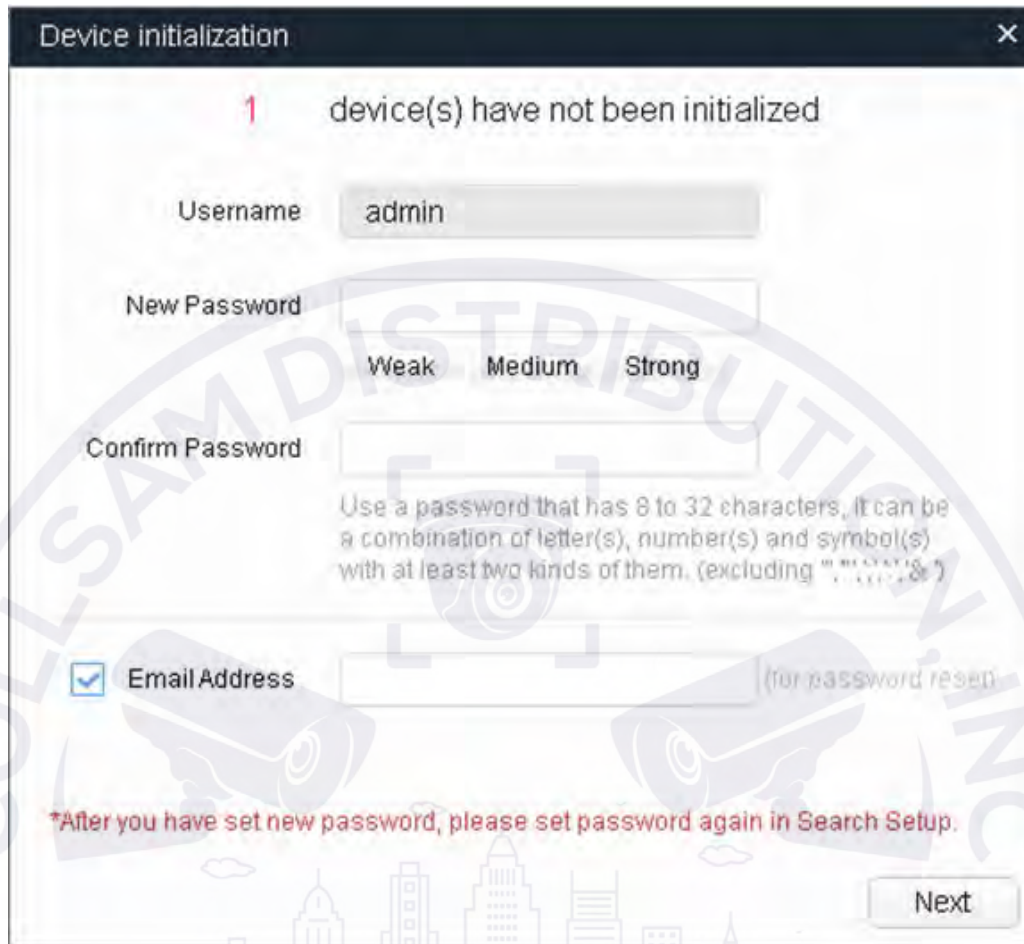 Device initialization
1 device(s) have not been initialized
Username admin
New Password
Weak Medium Strong
Confirm Password
Use a password that has 8 to 32 characters, it can be
a combination of letter(s), number(s) and symbol(s)
with at least two kinds of them. (excluding
Email Address (for password reset)
*After you have set new password, please set password again in Search Setup.
Next
SAM DISTRIBUTION, INC